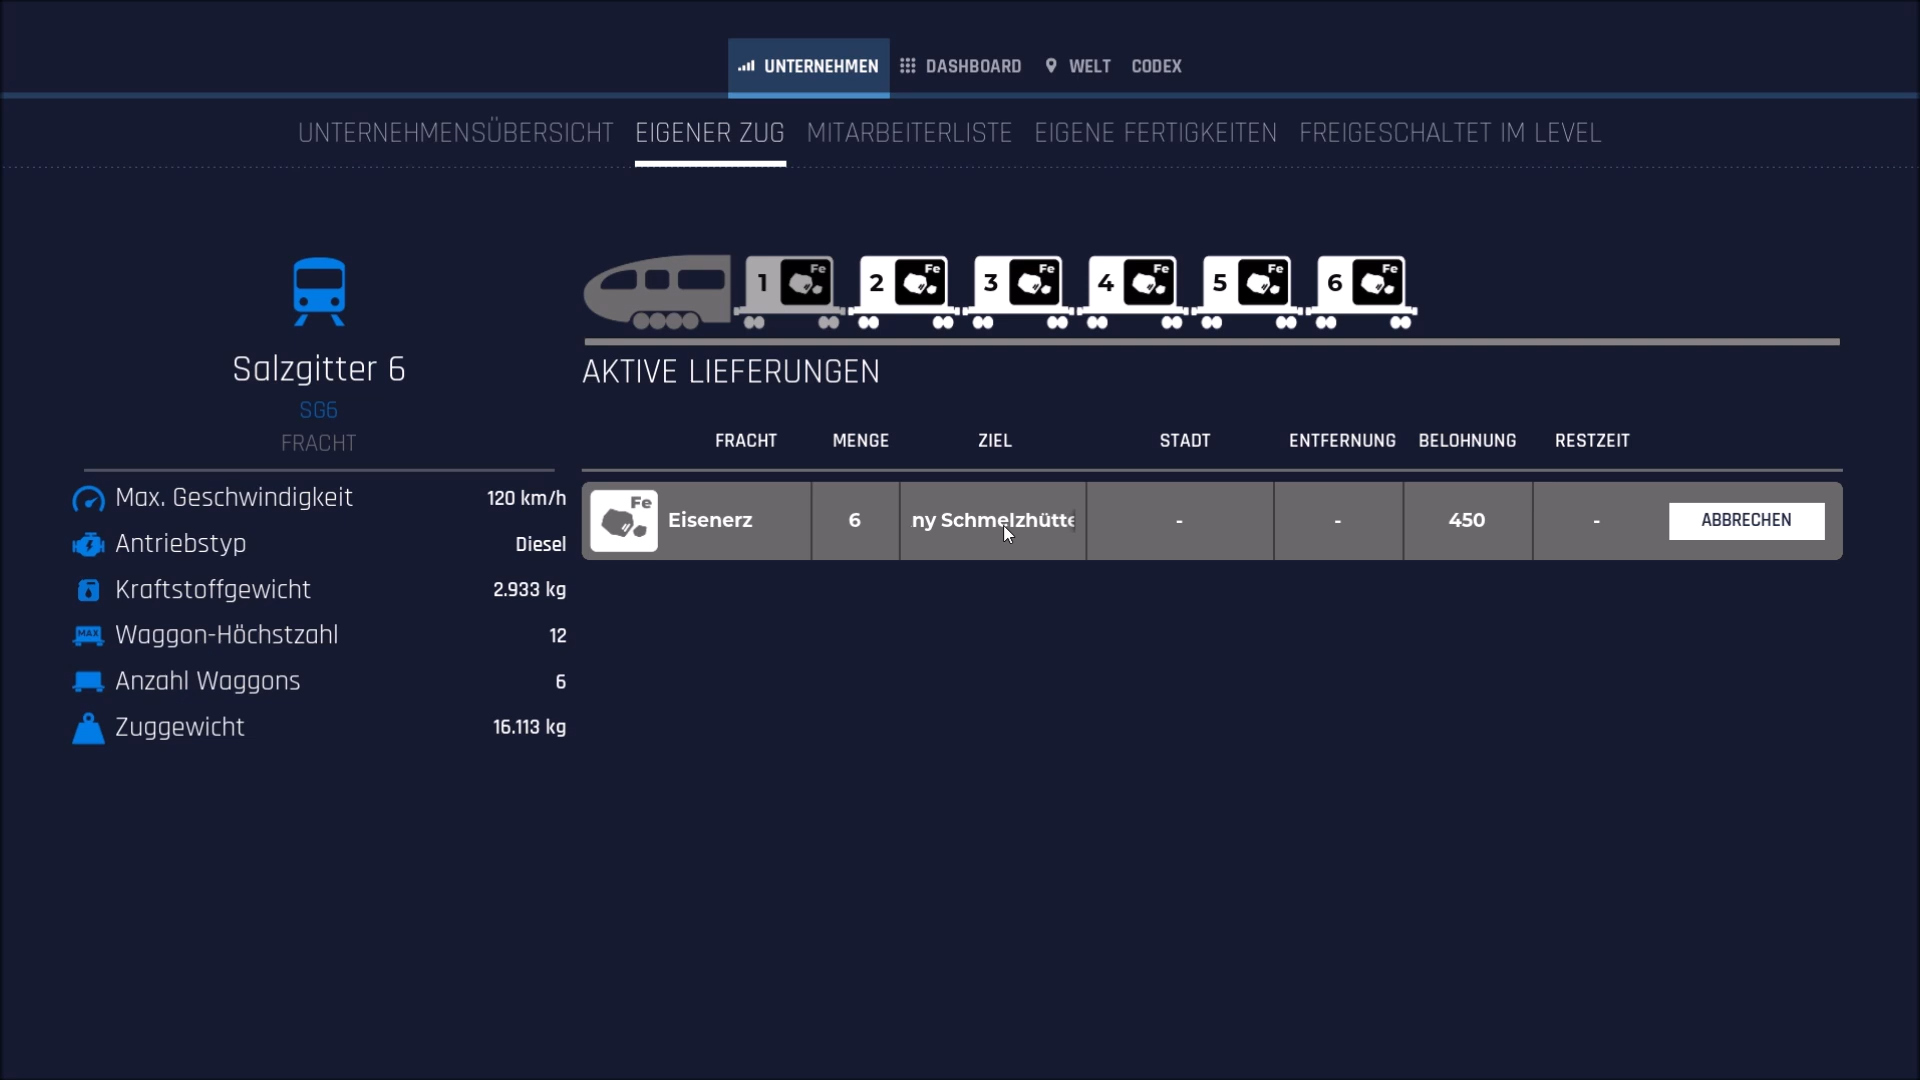 UNTERNEHMEN DASHBOARD WELT CODEX
UNTERNEHMENSÜBERSICHT EIGENER ZUG MITARBEITERLISTE EIGENE FERTIGKEITEN FREIGESCHALTET IM LEVEL
1 Fe 2 Fe 3 Fe 4 Fe 5 Fe 6 Fe
Salzgitter 6
SG6
FRACHT
Max. Geschwindigkeit 120 km/h
Antriebstyp Diesel
Kraftstoffgewicht 2.933 kg
MAX Waggon-Höchstzahl 12
Anzahl Waggons 6
Zuggewicht 16.113 kg
AKTIVE LIEFERUNGEN
FRACHT MENGE ZIEL STADT ENTFERNUNG BELOHNUNG RESTZEIT
Fe Eisenerz 6 ny Schmelzhütte - - 450 - ABBRECHEN